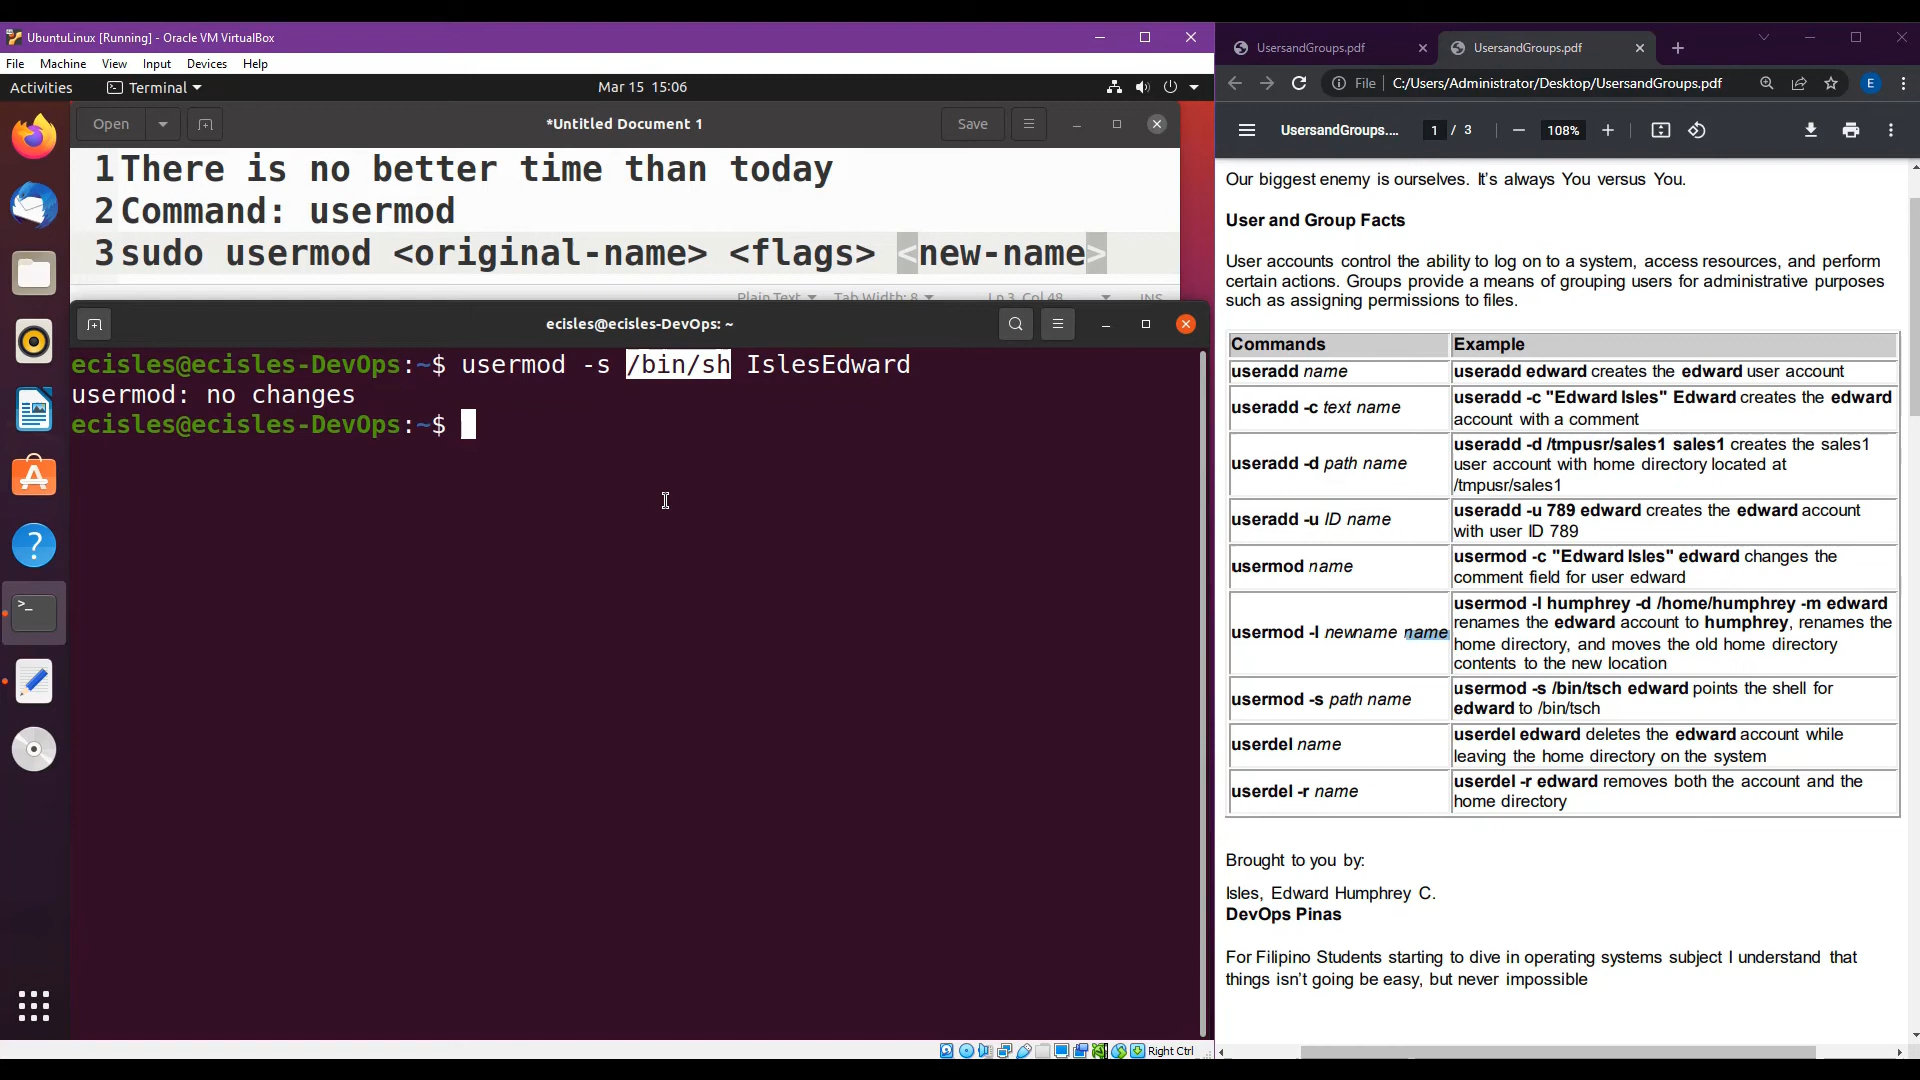 UbuntuLinux [Running] - Oracle VM VirtualBox
File Machine View Input Devices Help
Activities Terminal Mar 15 15:06
Open *Untitled Document 1 Save
1 There is no better time than today
2 Command: usermod
3 sudo usermod <original-name> <flags> <new-name>
Plain Text Tab Width: 8 Ln 3, Col 48 INS
ecisles@ecisles-DevOps: ~
ecisles@ecisles-DevOps:~$ usermod -s /bin/sh IslesEdward
usermod: no changes
ecisles@ecisles-DevOps:~$
Right Ctrl
UsersandGroups.pdf UsersandGroups.pdf
File C:/Users/Administrator/Desktop/UsersandGroups.pdf E
UsersandGroups.... 1 / 3 108%
Our biggest enemy is ourselves. It's always You versus You.
User and Group Facts
User accounts control the ability to log on to a system, access resources, and perform
certain actions. Groups provide a means of grouping users for administrative purposes
such as assigning permissions to files.
Commands Example
useradd name useradd edward creates the edward user account
useradd -c text name useradd -c "Edward Isles" Edward creates the edward
account with a comment
useradd -d path name useradd -d /tmpusr/sales1 sales1 creates the sales1
user account with home directory located at
/tmpusr/sales1
useradd -u ID name useradd -u 789 edward creates the edward account
with user ID 789
usermod name usermod -c "Edward Isles" edward changes the
comment field for user edward
usermod -l newname name usermod -l humphrey -d /home/humphrey -m edward
renames the edward account to humphrey, renames the
home directory, and moves the old home directory
contents to the new location
usermod -s path name usermod -s /bin/tsch edward points the shell for
edward to /bin/tsch
userdel name userdel edward deletes the edward account while
leaving the home directory on the system
userdel -r name userdel -r edward removes both the account and the
home directory
Brought to you by:
Isles, Edward Humphrey C.
DevOps Pinas
For Filipino Students starting to dive in operating systems subject I understand that
things isn't going be easy, but never impossible